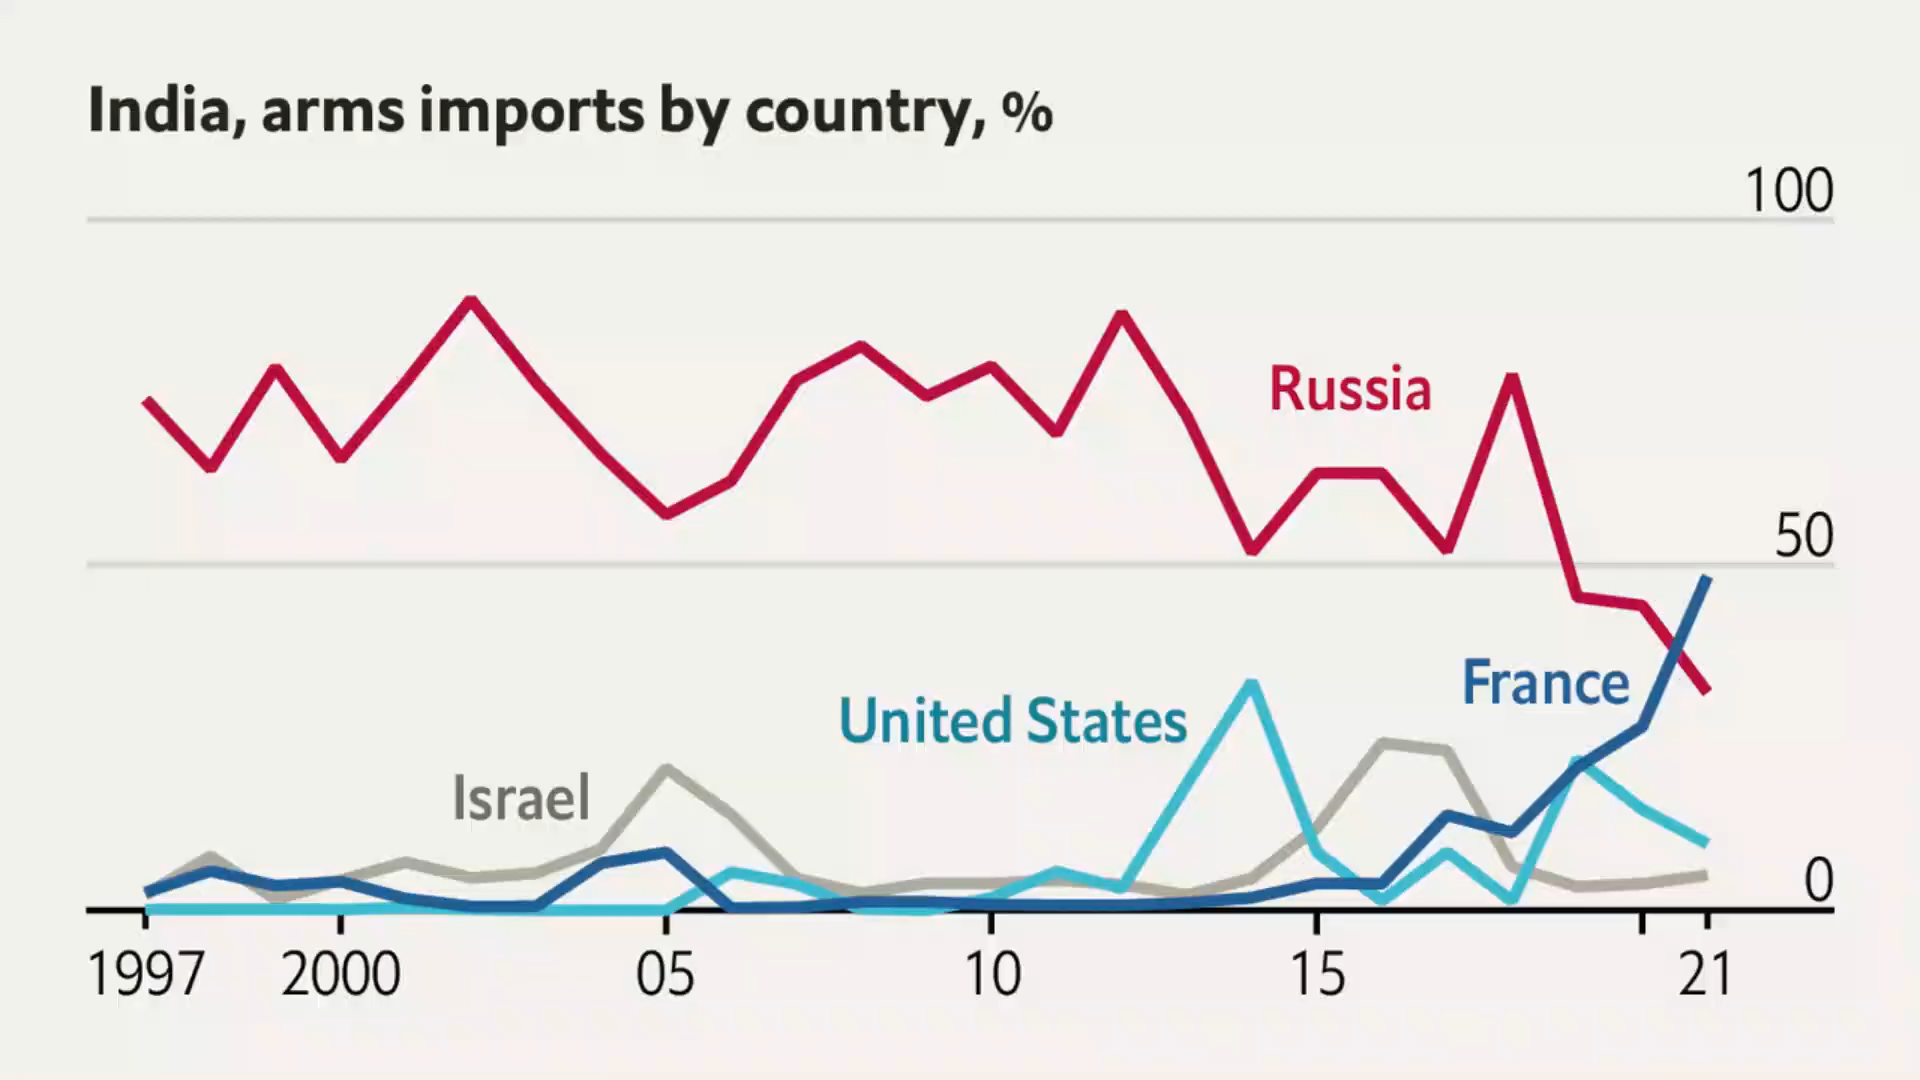 India, arms imports by country, %
100
Russia
50
France
United States
Israel
0
1997 2000 05 10 15 21